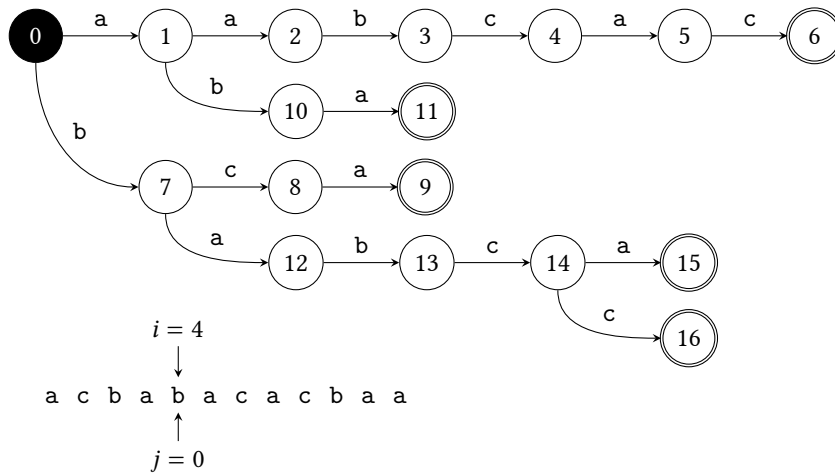 0 a 1 a 2 b 3 c 4 a 5 c 6
b 10 a 11
b
7 c 8 a 9
a 12 b 13 c 14 a 15
c 16
i = 4
a c b a b a c a c b a a
j = 0